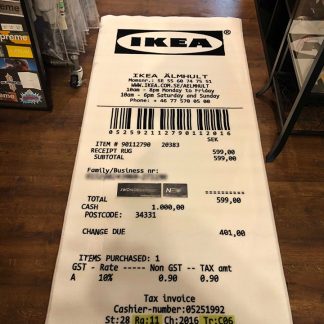 preme
IKEA
®
IKEA ÄLMHULT
Momsnr.: SE 55 60 74 75 51
WWW.IKEA.COM.SE/AELMHULT
10am - 8pm Monday to Friday
10am - 6pm Saturday and Sunday
Phone: + 46 77 570 05 00
052592112790112016
SEK
ITEM # 90112790 20383
RECEIPT RUG 599,00
SUBTOTAL 599,00
Family/Business nr:
NEW
TOTAL 599,00
CASH 1.000,00
POSTCODE: 34331
CHANGE DUE 401,00
ITEMS PURCHASED: 1
GST - Rate ----- Non GST -- TAX amt
A 10% 0.90 0.90
Tax invoice
Cashier-number:05251992
St:28 Rg:11 Ch:2016 Tr:C06